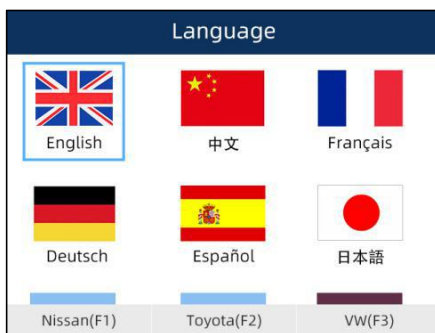 Language
English 中文 Français
Deutsch Español 日本語
Nissan(F1) Toyota(F2) VW(F3)